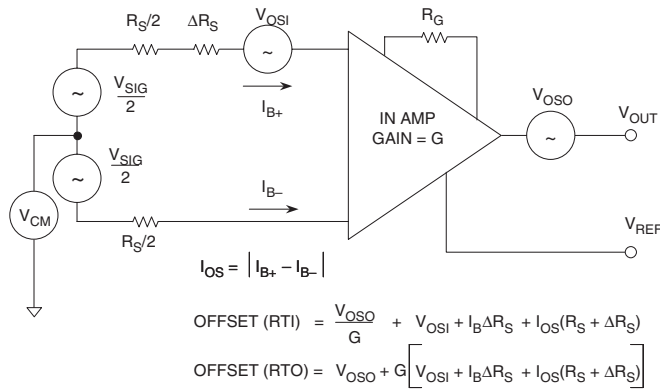 R_S/2
ΔR_S
V_OSI
R_G
~
V_SIG
2
~
I_B+
IN AMP
GAIN = G
V_OSO
~
V_OUT
~
V_SIG
2
I_B–
V_CM
R_S/2
V_REF
I_OS = |I_B+ – I_B–|
OFFSET (RTI) = V_OSO/G + V_OSI + I_BΔR_S + I_OS(R_S + ΔR_S)
OFFSET (RTO) = V_OSO + G[V_OSI + I_BΔR_S + I_OS(R_S + ΔR_S)]